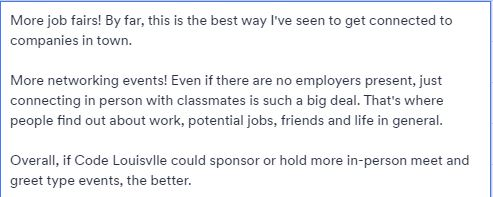 More job fairs! By far, this is the best way I've seen to get connected to
companies in town.
More networking events! Even if there are no employers present, just
connecting in person with classmates is such a big deal. That's where
people find out about work, potential jobs, friends and life in general.
Overall, if Code Louisvlle could sponsor or hold more in-person meet and
greet type events, the better.